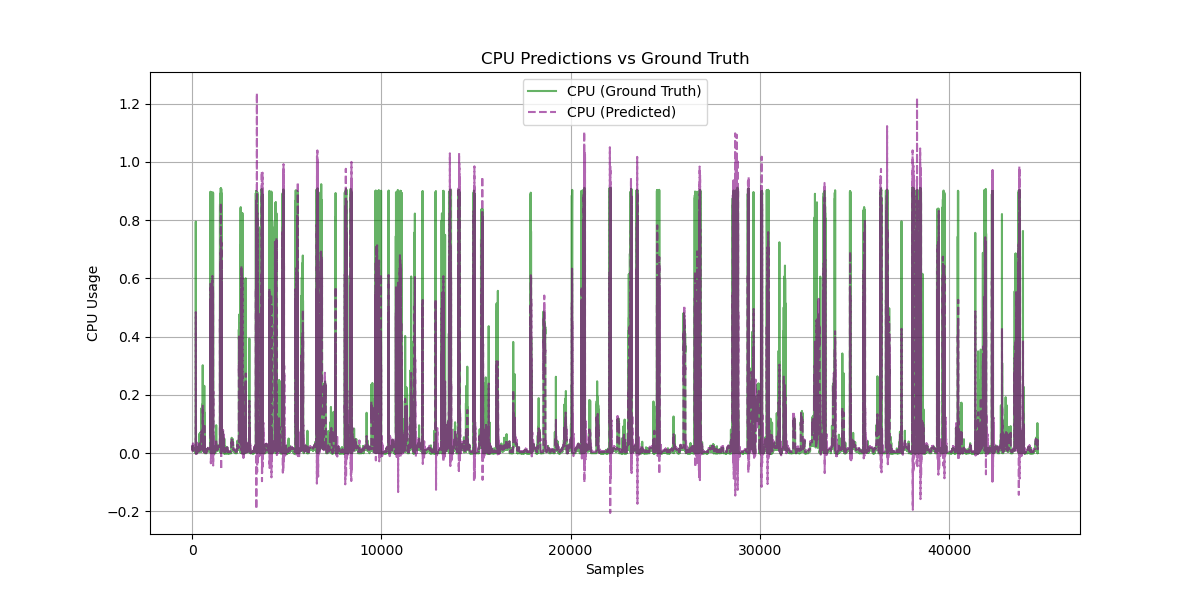 CPU Predictions vs Ground Truth
CPU (Ground Truth)
CPU (Predicted)
1.2
1.0
0.8
0.6
0.4
0.2
0.0
−0.2
CPU Usage
0
10000
20000
30000
40000
Samples